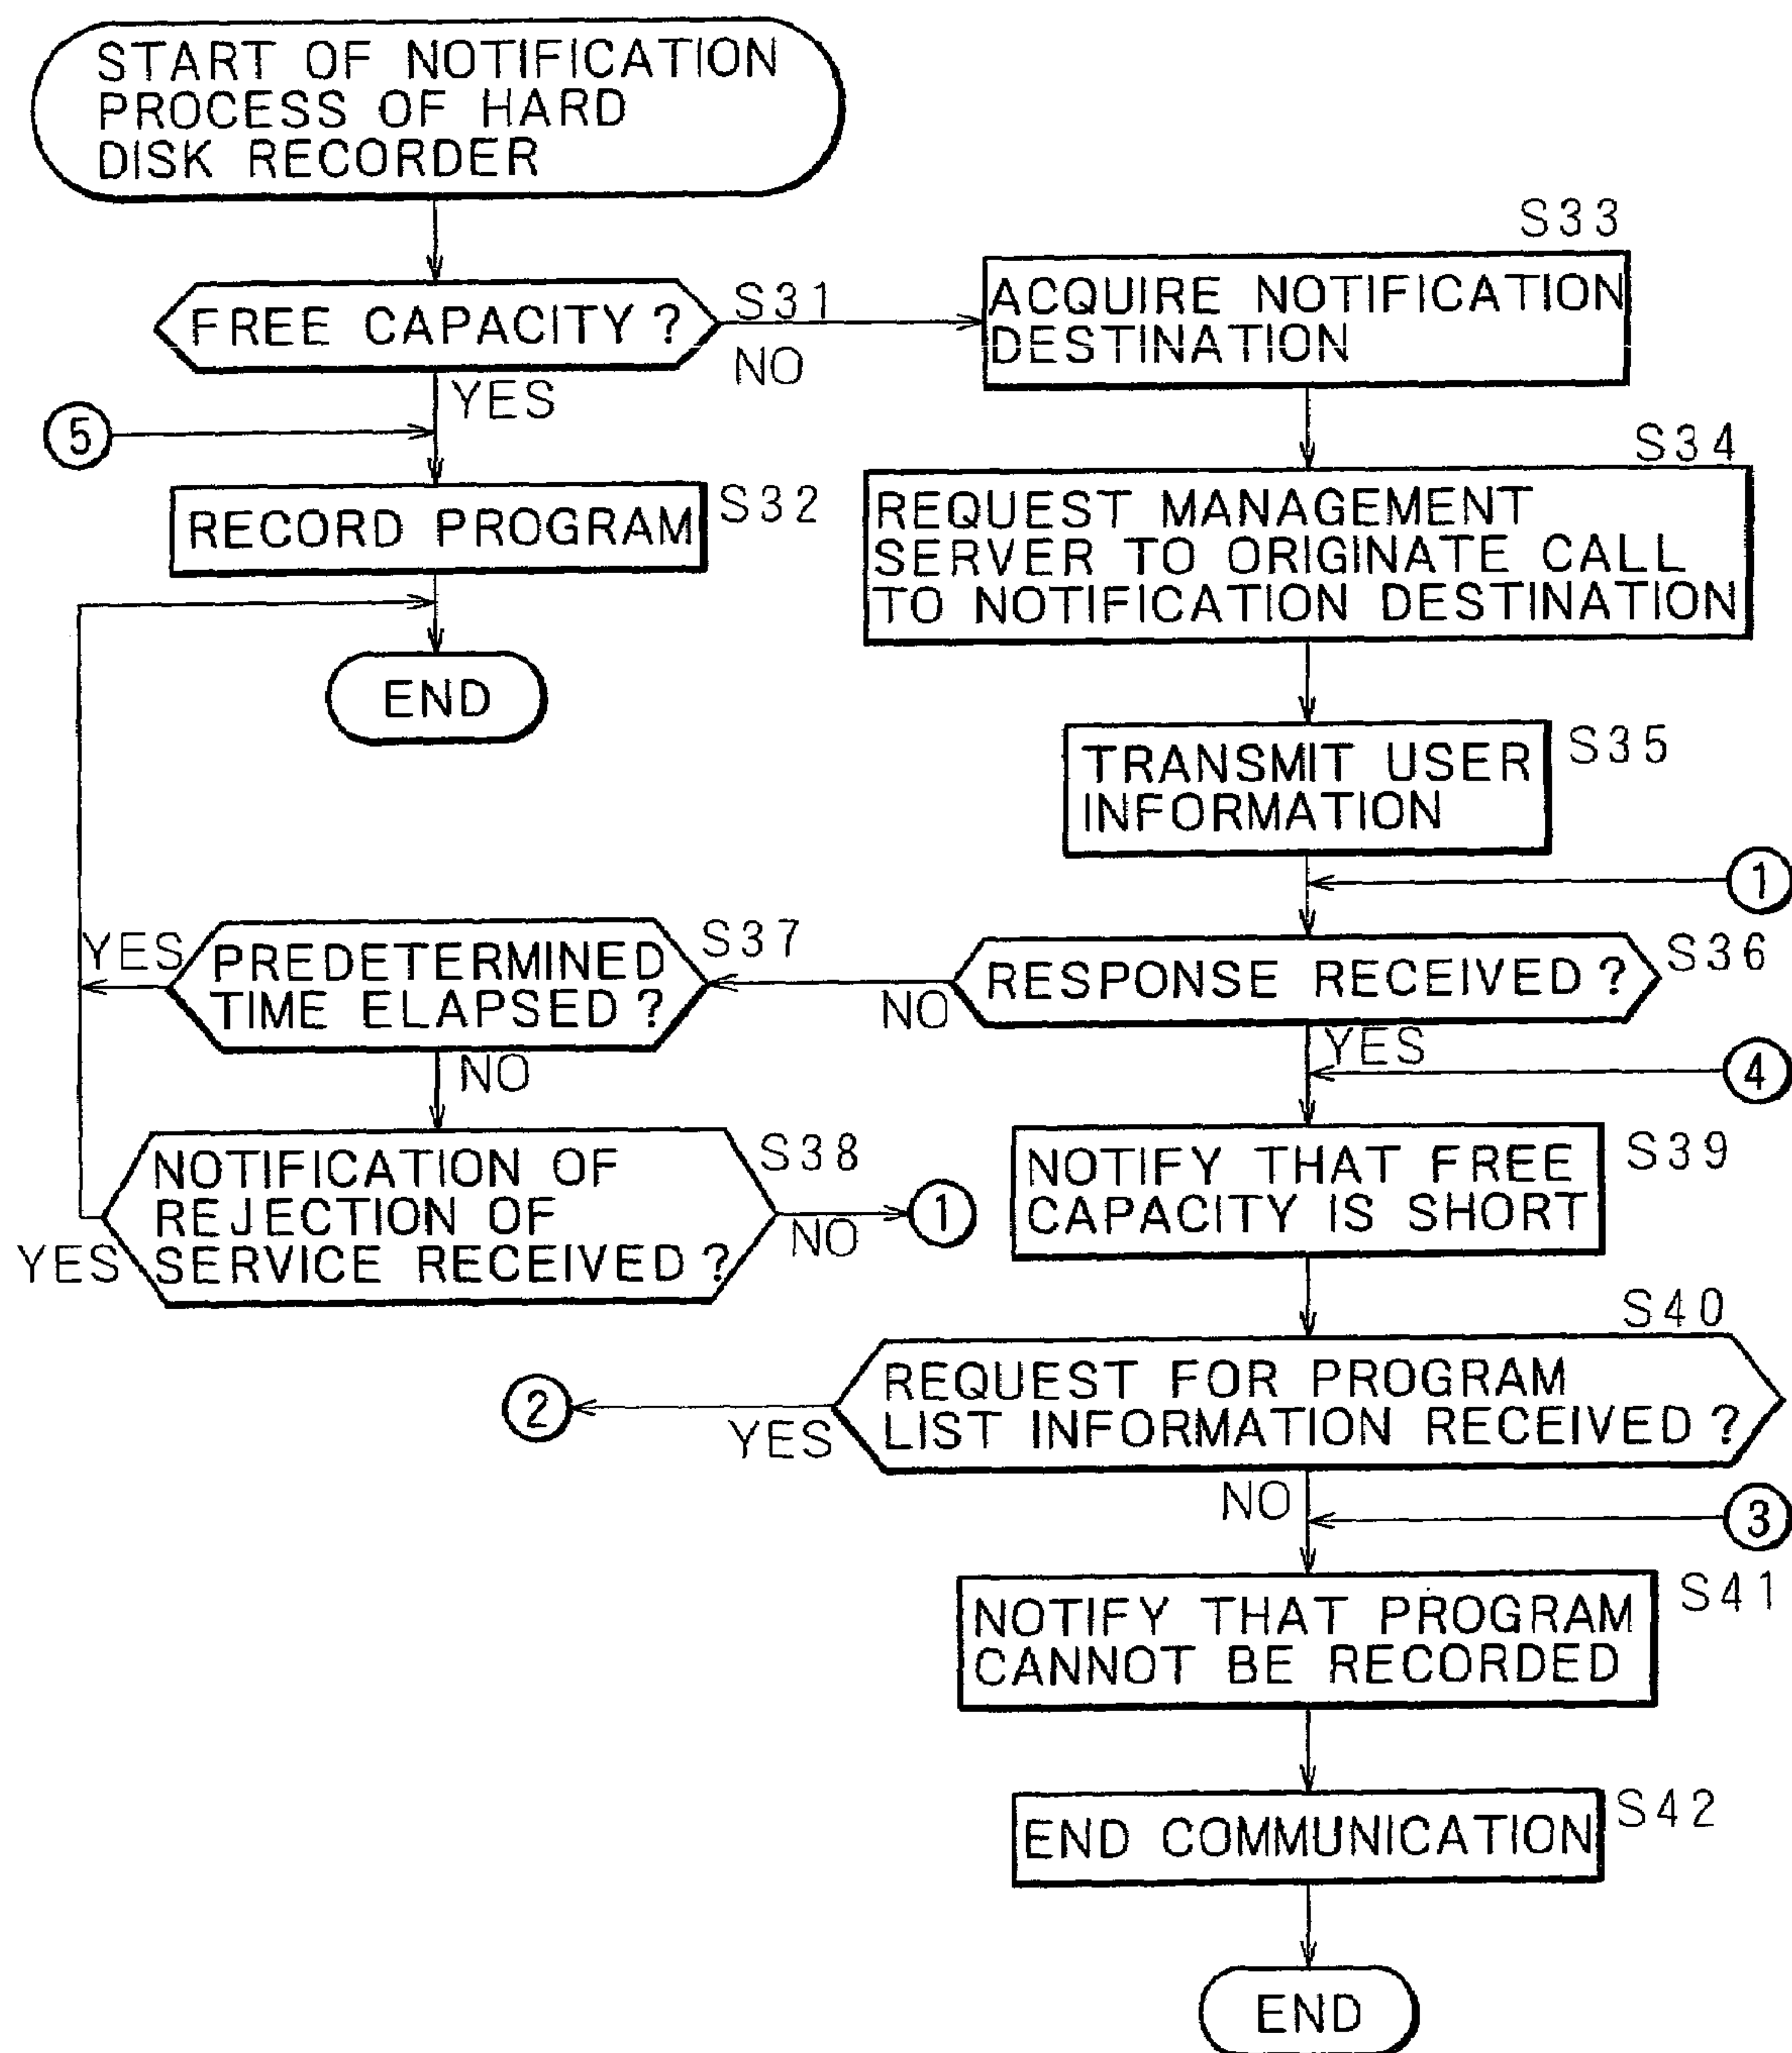 START OF NOTIFICATION
PROCESS OF HARD
DISK RECORDER
FREE CAPACITY?
S31
NO
YES
5
RECORD PROGRAM
S32
END
S33
ACQUIRE NOTIFICATION
DESTINATION
S34
REQUEST MANAGEMENT
SERVER TO ORIGINATE CALL
TO NOTIFICATION DESTINATION
TRANSMIT USER
INFORMATION
S35
1
RESPONSE RECEIVED?
S36
NO
YES
PREDETERMINED
TIME ELAPSED?
S37
YES
NO
NOTIFICATION OF
REJECTION OF
SERVICE RECEIVED?
S38
YES
NO
1
4
NOTIFY THAT FREE
CAPACITY IS SHORT
S39
S40
REQUEST FOR PROGRAM
LIST INFORMATION RECEIVED?
YES
2
NO
3
NOTIFY THAT PROGRAM
CANNOT BE RECORDED
S41
END COMMUNICATION
S42
END